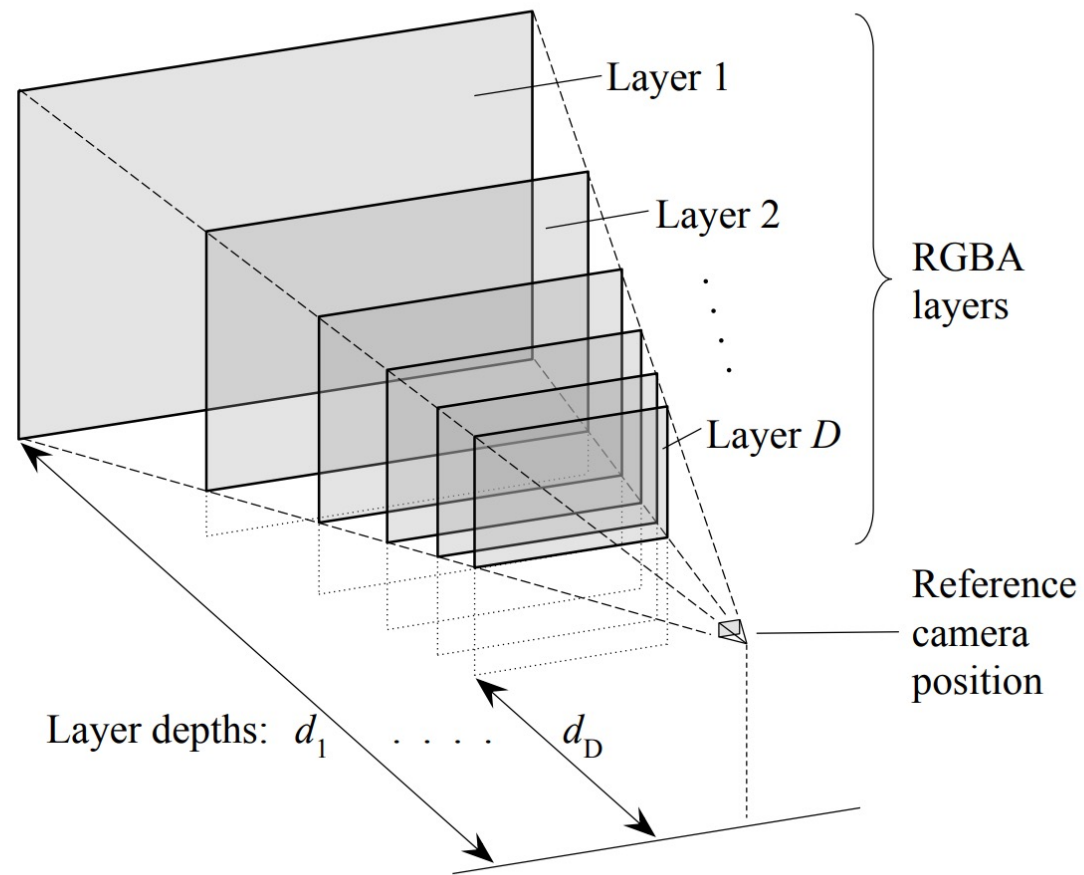 Layer 1
Layer 2
RGBA
layers
Layer D
Reference
camera
position
Layer depths: d1 . . . . dD